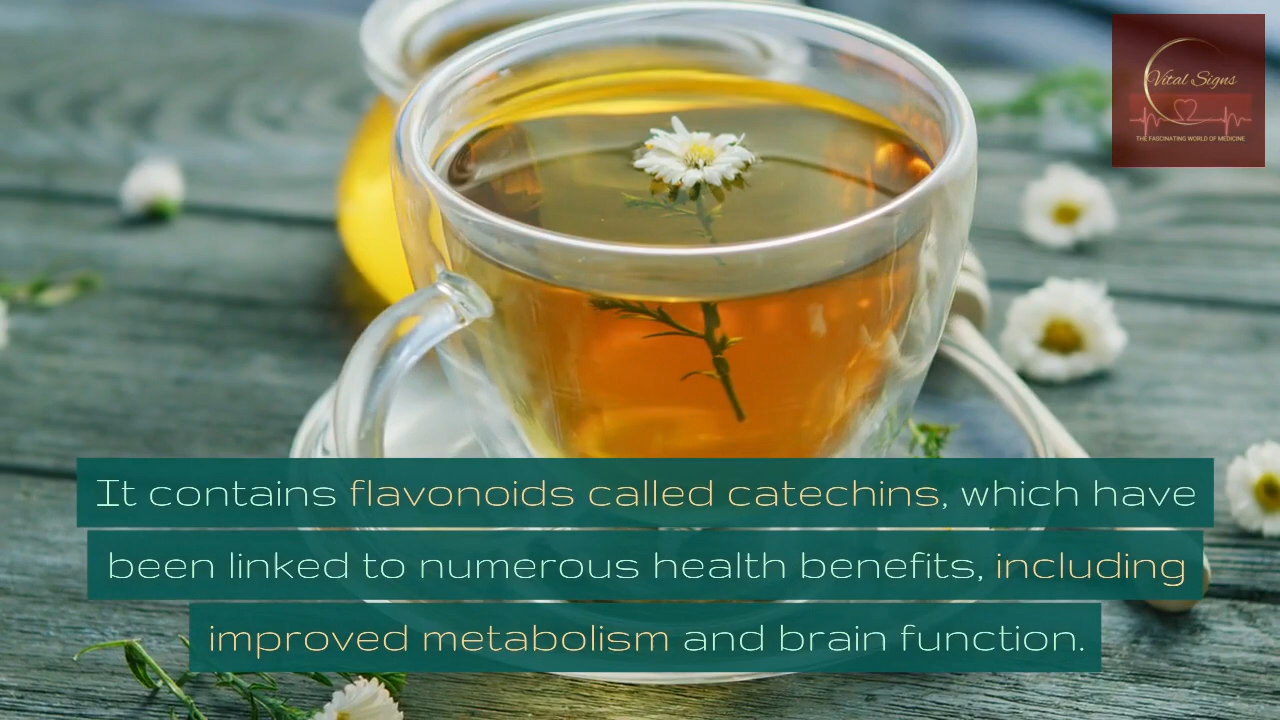 Vital Signs
THE FASCINATING WORLD OF MEDICINE
It contains flavonoids called catechins, which have
been linked to numerous health benefits, including
improved metabolism and brain function.